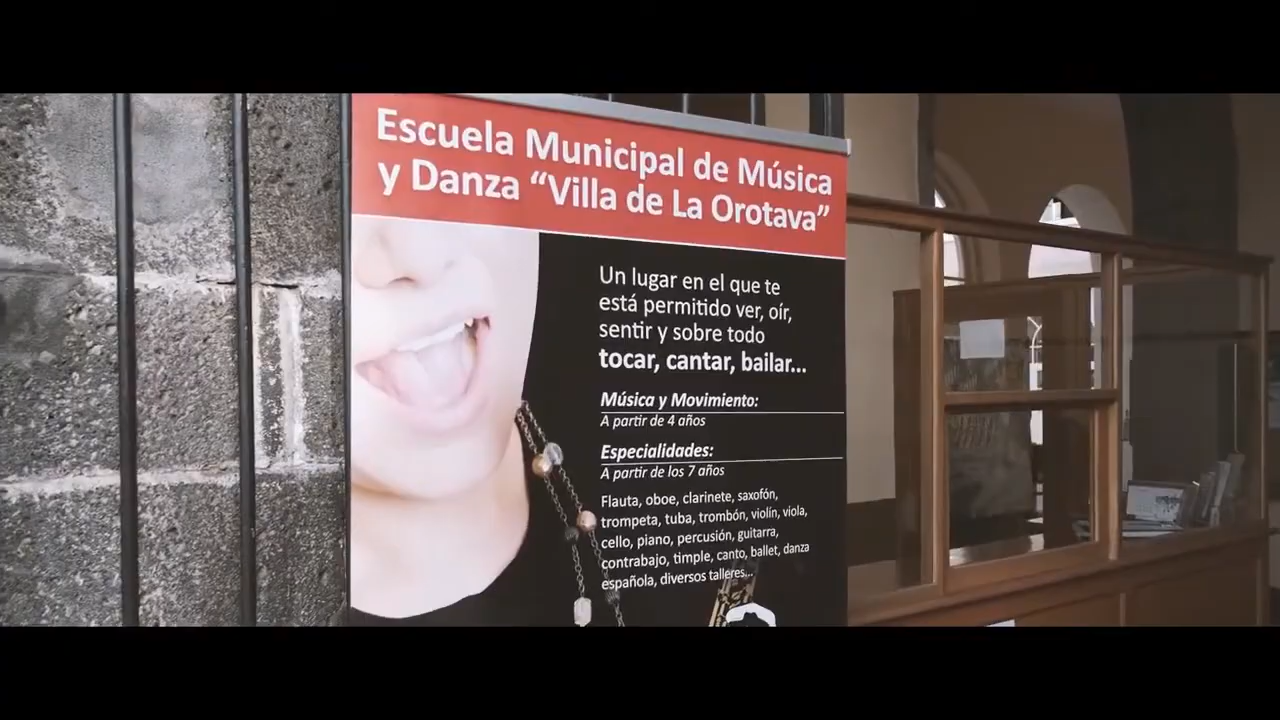 Escuela Municipal de Música
y Danza “Villa de La Orotava”
Un lugar en el que te
está permitido ver, oír,
sentir y sobre todo
tocar, cantar, bailar...
Música y Movimiento:
A partir de 4 años
Especialidades:
A partir de los 7 años
Flauta, oboe, clarinete, saxofón,
trompeta, tuba, trombón, violín, viola,
cello, piano, percusión, guitarra,
contrabajo, timple, canto, ballet, danza
española, diversos talleres...